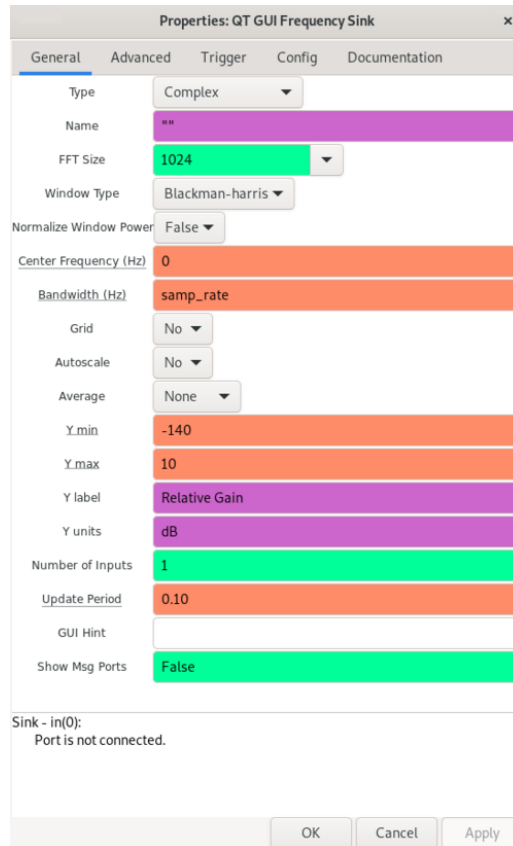 Properties: QT GUI Frequency Sink ×
General Advanced Trigger Config Documentation
Type Complex
Name ""
FFT Size 1024
Window Type Blackman-harris
Normalize Window Power False
Center Frequency (Hz) 0
Bandwidth (Hz) samp_rate
Grid No
Autoscale No
Average None
Y min -140
Y max 10
Y label Relative Gain
Y units dB
Number of Inputs 1
Update Period 0.10
GUI Hint
Show Msg Ports False
Sink - in(0):
Port is not connected.
OK Cancel Apply